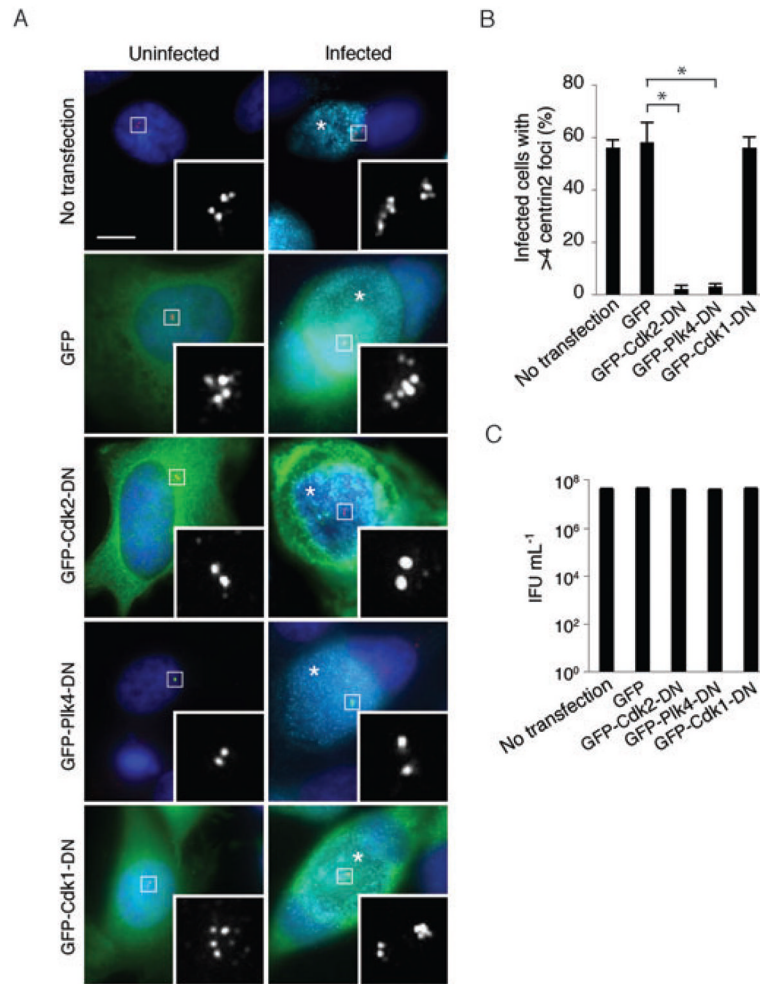 A
Uninfected
Infected
No transfection
*
GFP
*
GFP-Cdk2-DN
*
GFP-Plk4-DN
*
GFP-Cdk1-DN
*
B
Infected cells with
>4 centrin2 foci (%)
80
60
40
20
0
*
*
No transfection
GFP
GFP-Cdk2-DN
GFP-Plk4-DN
GFP-Cdk1-DN
C
IFU mL⁻¹
10⁸
10⁶
10⁴
10²
10⁰
No transfection
GFP
GFP-Cdk2-DN
GFP-Plk4-DN
GFP-Cdk1-DN